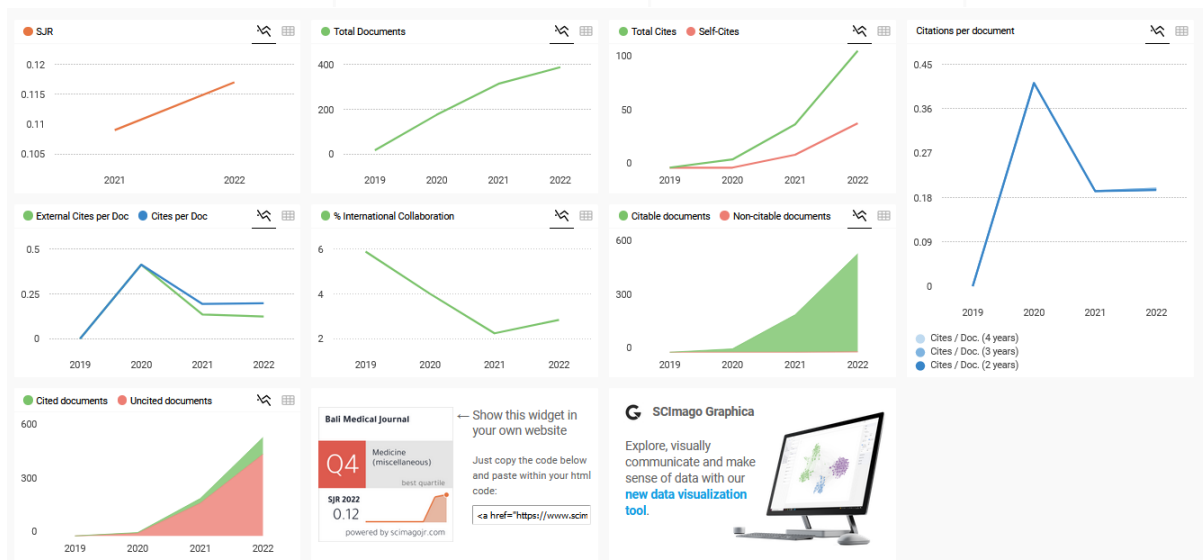 SJR
0.12
0.115
0.11
0.105
2021 2022
Total Documents
400
200
0
2019 2020 2021 2022
Total Cites Self-Cites
100
50
0
2019 2020 2021 2022
Citations per document
0.45
0.36
0.27
0.18
0.09
0
2019 2020 2021 2022
Cites / Doc. (4 years)
Cites / Doc. (3 years)
Cites / Doc. (2 years)
External Cites per Doc Cites per Doc
0.5
0.25
0
2019 2020 2021 2022
% International Collaboration
6
4
2
2019 2020 2021 2022
Citable documents Non-citable documents
600
300
0
2019 2020 2021 2022
Cited documents Uncited documents
600
300
0
2019 2020 2021 2022
Bali Medical Journal
Q4
Medicine
(miscellaneous)
best quartile
SJR 2022
0.12
powered by scimagojr.com
← Show this widget in
your own website
Just copy the code below
and paste within your html
code:
<a href="https://www.scim
SCImago Graphica
Explore, visually
communicate and make
sense of data with our
new data visualization
tool.